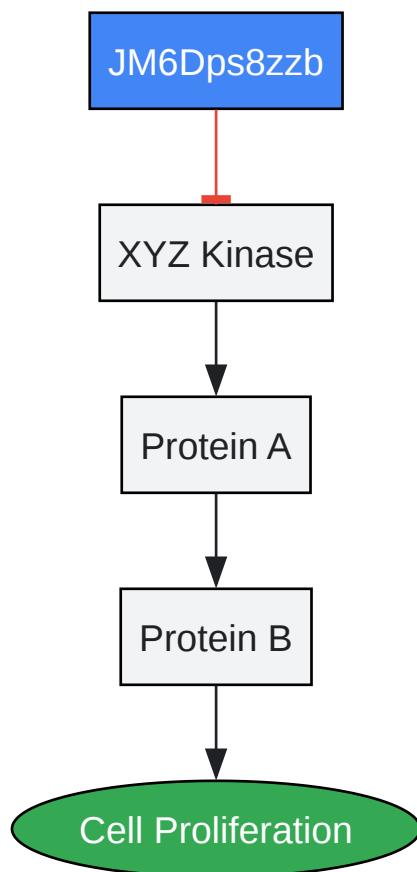 JM6Dps8zzb
XYZ Kinase
Protein A
Protein B
Cell Proliferation